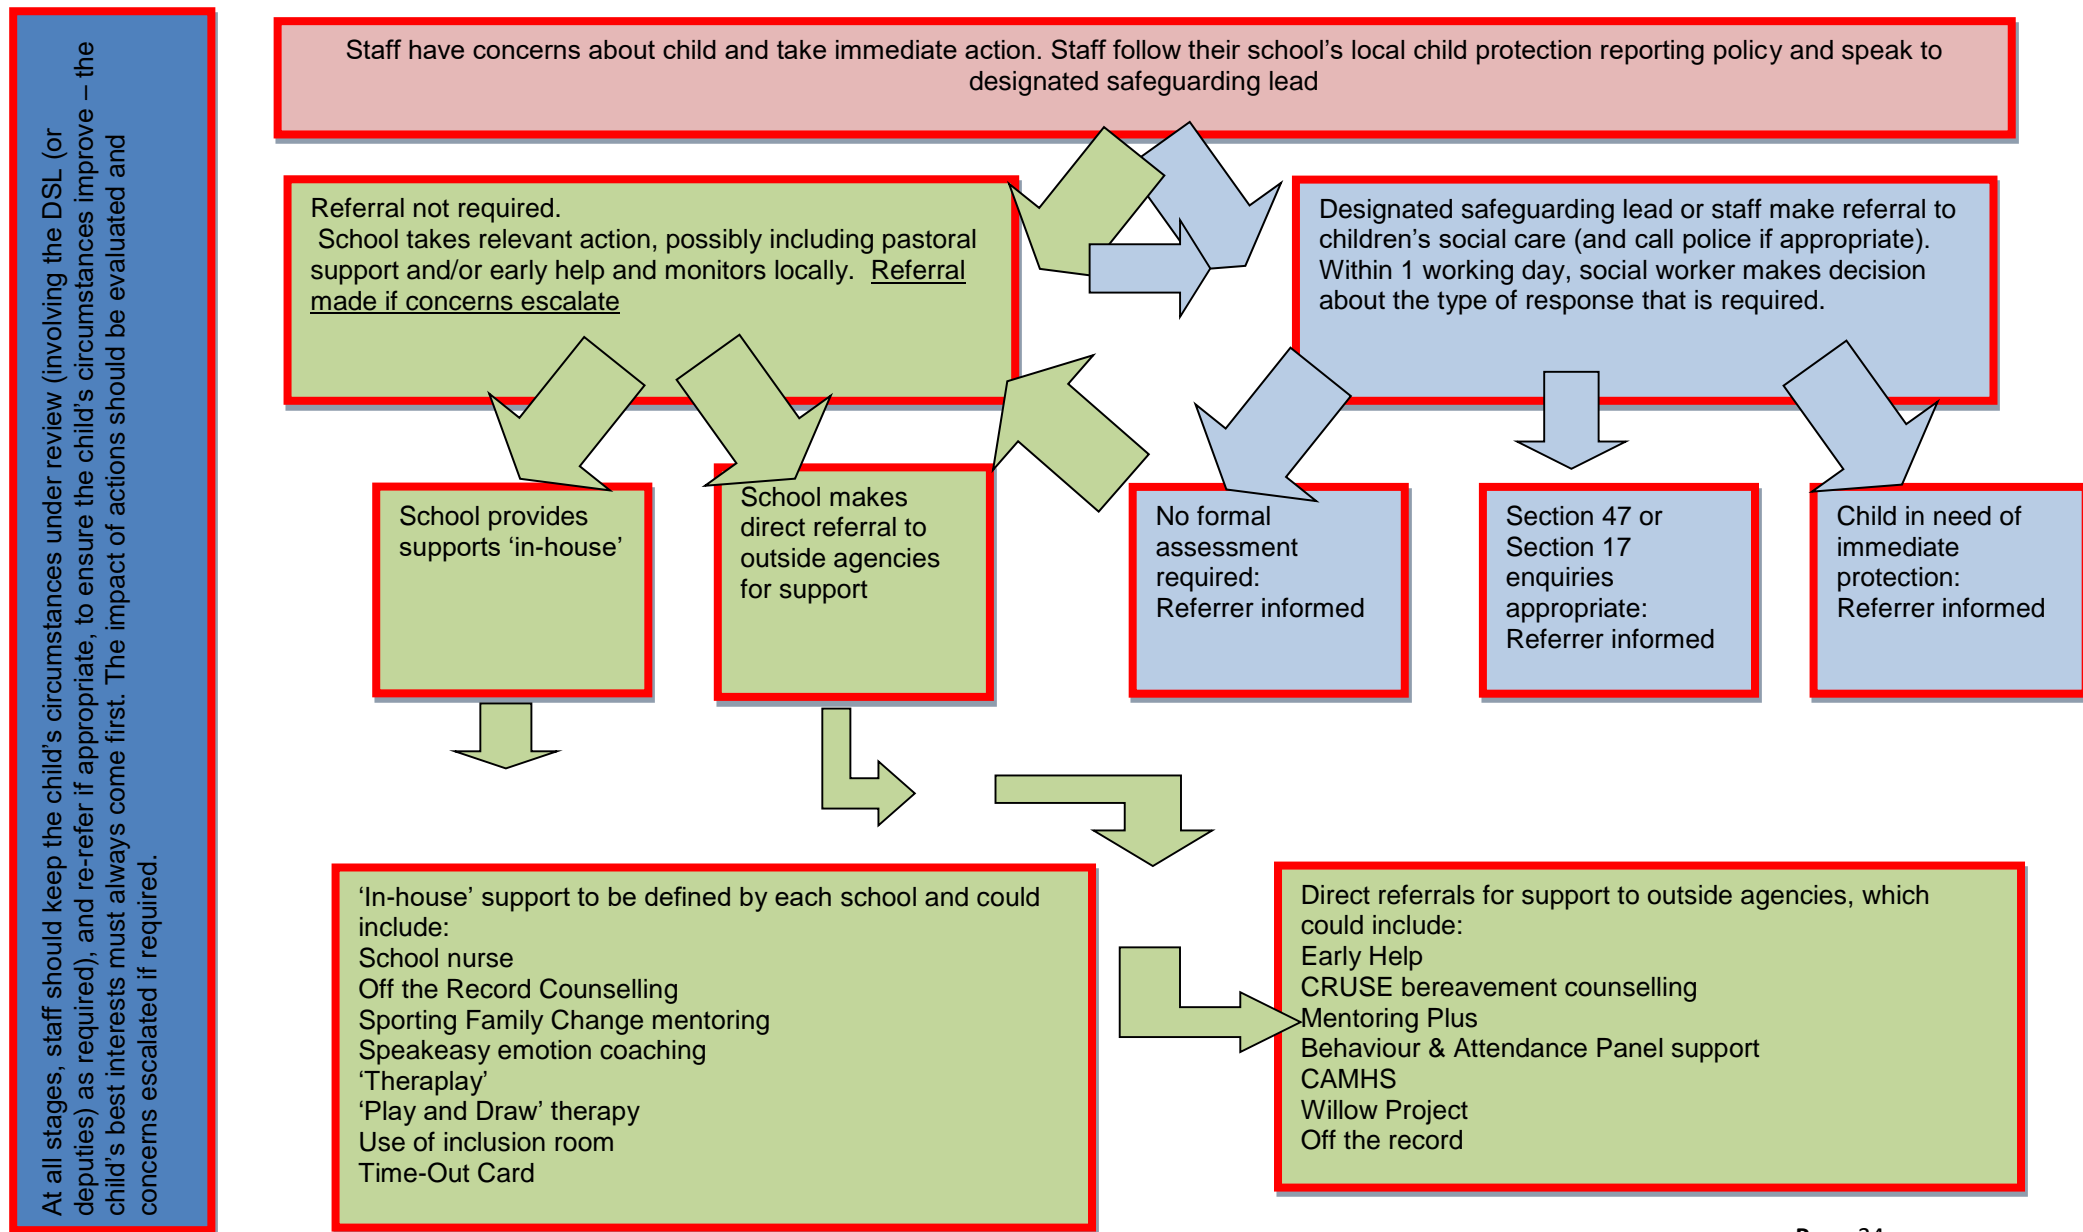 At all stages, staff should keep the child’s circumstances under review (involving the DSL (or
deputies) as required), and re-refer if appropriate, to ensure the child’s circumstances improve – the
child’s best interests must always come first. The impact of actions should be evaluated and
concerns escalated if required.
Staff have concerns about child and take immediate action. Staff follow their school’s local child protection reporting policy and speak to
designated safeguarding lead
Referral not required.
School takes relevant action, possibly including pastoral
support and/or early help and monitors locally. Referral
made if concerns escalate
Designated safeguarding lead or staff make referral to
children’s social care (and call police if appropriate).
Within 1 working day, social worker makes decision
about the type of response that is required.
School provides
supports ‘in-house’
School makes
direct referral to
outside agencies
for support
No formal
assessment
required:
Referrer informed
Section 47 or
Section 17
enquiries
appropriate:
Referrer informed
Child in need of
immediate
protection:
Referrer informed
‘In-house’ support to be defined by each school and could
include:
School nurse
Off the Record Counselling
Sporting Family Change mentoring
Speakeasy emotion coaching
‘Theraplay’
‘Play and Draw’ therapy
Use of inclusion room
Time-Out Card
Direct referrals for support to outside agencies, which
could include:
Early Help
CRUSE bereavement counselling
Mentoring Plus
Behaviour & Attendance Panel support
CAMHS
Willow Project
Off the record